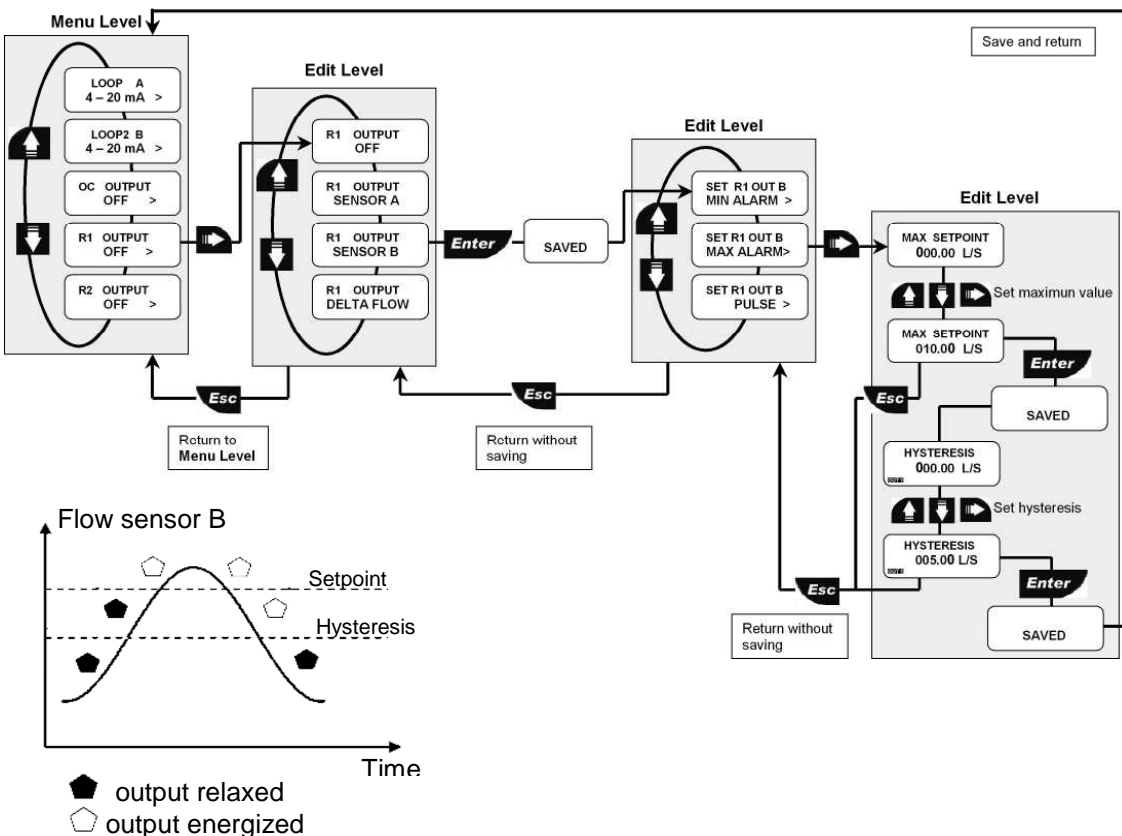 Menu Level
Save and return
LOOP A
4 – 20 mA >
LOOP2 B
4 – 20 mA >
OC OUTPUT
OFF >
R1 OUTPUT
OFF >
R2 OUTPUT
OFF >
Edit Level
R1 OUTPUT
OFF
R1 OUTPUT
SENSOR A
R1 OUTPUT
SENSOR B
R1 OUTPUT
DELTA FLOW
Enter
SAVED
Edit Level
SET R1 OUT B
MIN ALARM >
SET R1 OUT B
MAX ALARM>
SET R1 OUT B
PULSE >
Edit Level
MAX SETPOINT
000.00 L/S
Set maximun value
MAX SETPOINT
010.00 L/S
Enter
SAVED
HYSTERESIS
000.00 L/S
Set hysteresis
HYSTERESIS
005.00 L/S
Enter
SAVED
Esc
Return to
Menu Level
Esc
Return without
saving
Esc
Esc
Return without
saving
Flow sensor B
Setpoint
Hysteresis
Time
output relaxed
output energized